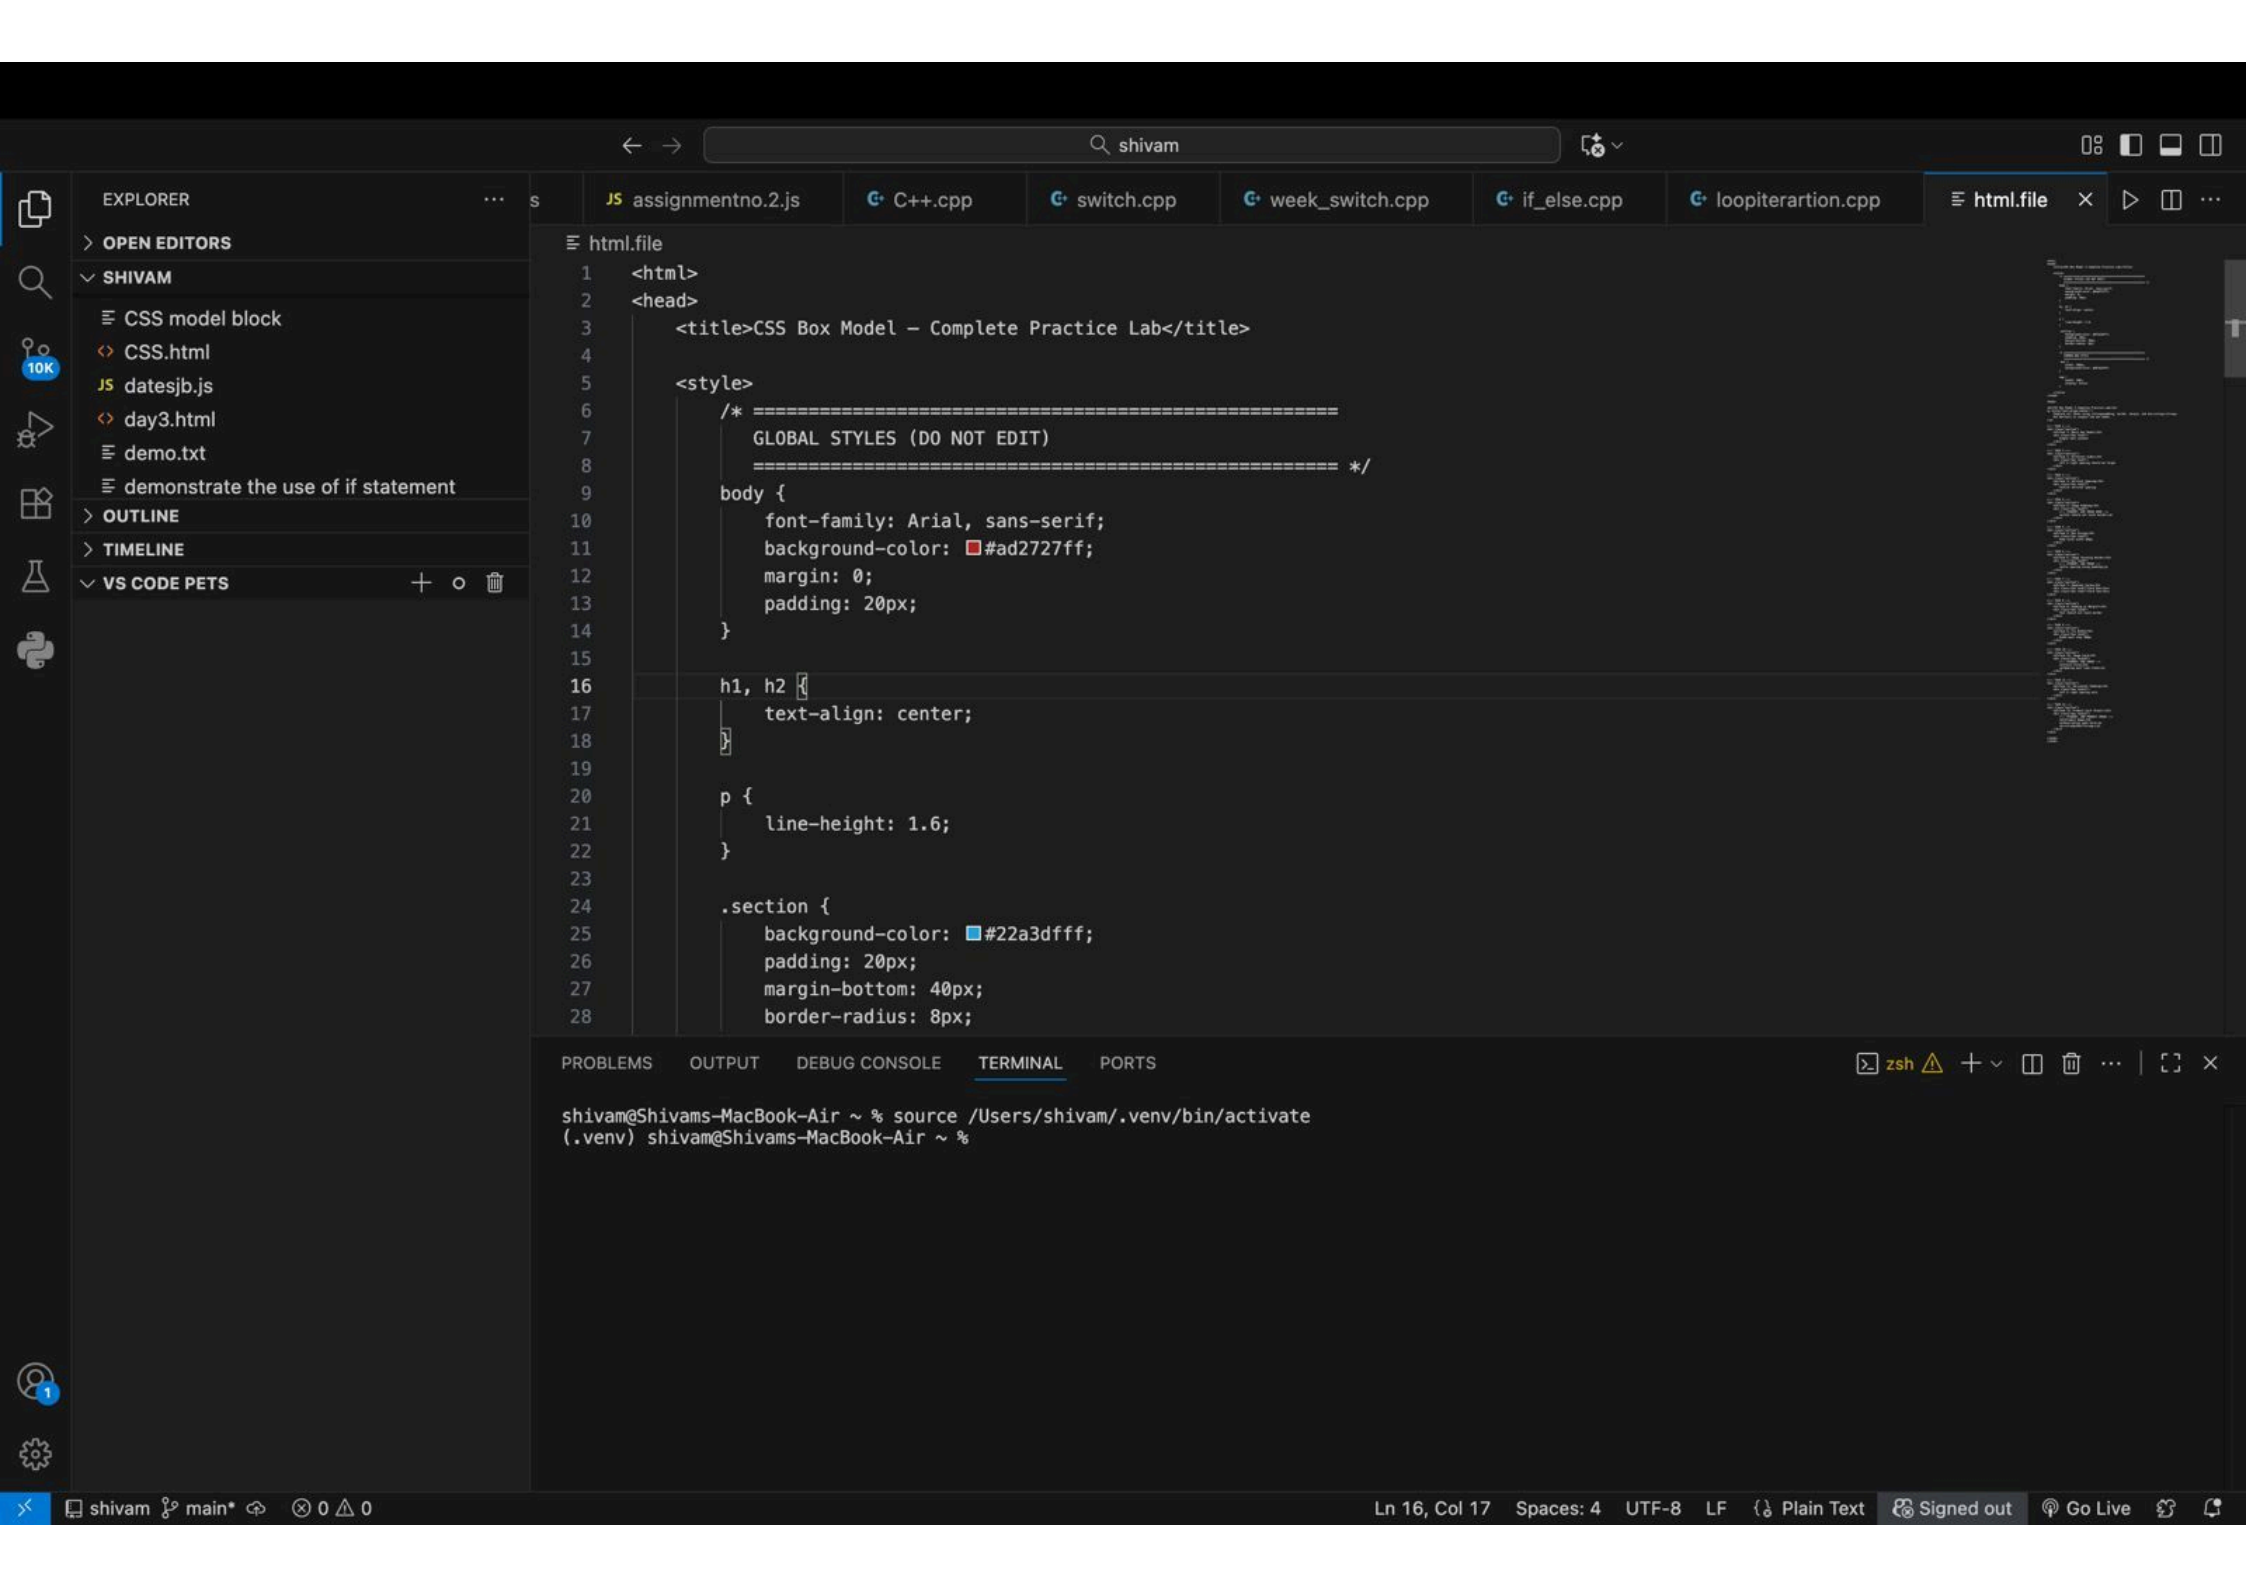 shivam
EXPLORER
OPEN EDITORS
SHIVAM
CSS model block
CSS.html
JS datesjb.js
day3.html
demo.txt
demonstrate the use of if statement
OUTLINE
TIMELINE
VS CODE PETS
10K
1
s
JS assignmentno.2.js
C++.cpp
switch.cpp
week_switch.cpp
if_else.cpp
loopiterartion.cpp
html.file
html.file
1 <html>
2 <head>
3 <title>CSS Box Model – Complete Practice Lab</title>
4
5 <style>
6 /* =====================================================
7 GLOBAL STYLES (DO NOT EDIT)
8 ===================================================== */
9 body {
10 font-family: Arial, sans-serif;
11 background-color: #ad2727ff;
12 margin: 0;
13 padding: 20px;
14 }
15
16 h1, h2 {
17 text-align: center;
18 }
19
20 p {
21 line-height: 1.6;
22 }
23
24 .section {
25 background-color: #22a3dfff;
26 padding: 20px;
27 margin-bottom: 40px;
28 border-radius: 8px;
PROBLEMS OUTPUT DEBUG CONSOLE TERMINAL PORTS
zsh
shivam@Shivams-MacBook-Air ~ % source /Users/shivam/.venv/bin/activate
(.venv) shivam@Shivams-MacBook-Air ~ %
shivam main* 0 0
Ln 16, Col 17 Spaces: 4 UTF-8 LF Plain Text Signed out Go Live